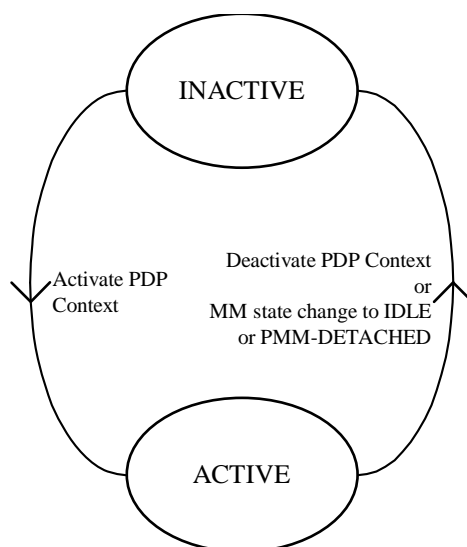 INACTIVE
Activate PDP
Context
Deactivate PDP Context
or
MM state change to IDLE
or PMM-DETACHED
ACTIVE